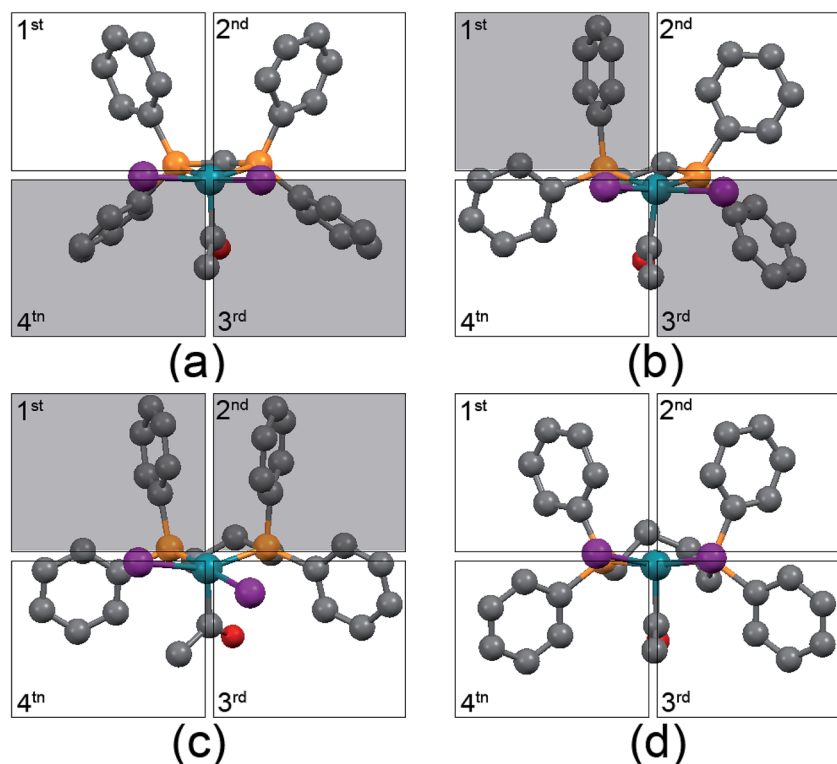 1st 2nd 1st 2nd
4tn 3rd 4tn 3rd
(a) (b)
1st 2nd 1st 2nd
4tn 3rd 4tn 3rd
(c) (d)